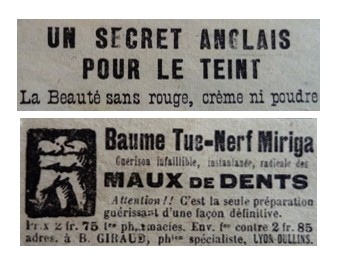 UN SECRET ANGLAIS
POUR LE TEINT
La Beauté sans rouge, crème ni poudre
Baume Tue-Nerf Miriga
Guérison infaillible, instantanée, radicale des
MAUX DE DENTS
Attention!! C'est la seule préparation
guérissant d'une façon définitive.
Prix 2 fr. 75 tes pharmacies. Env. fco contre 2 fr. 85
adres. à B. GIRAUD, phien spécialiste, LYON-OULLINS.